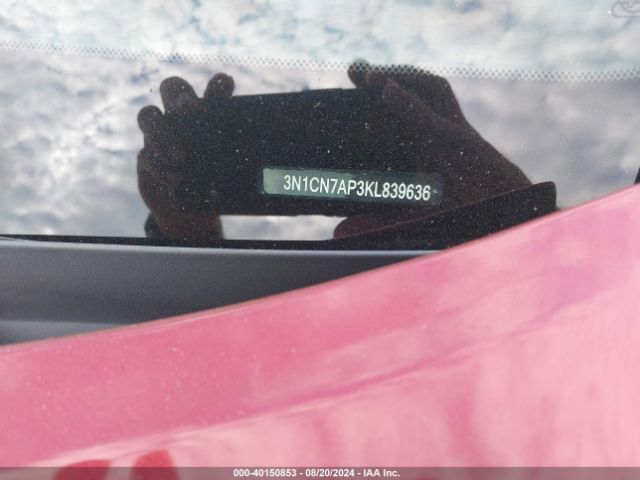 3N1CN7AP3KL839636
000-40150853 - 08/20/2024 - IAA Inc.